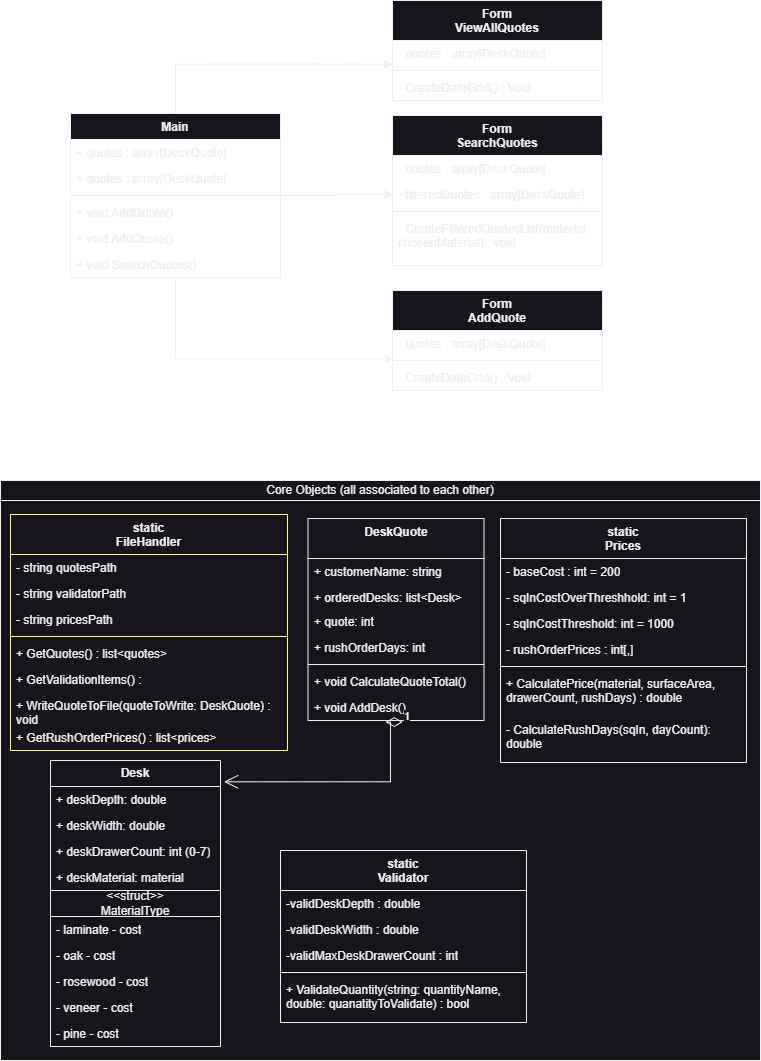 Form
ViewAllQuotes
- quotes : array[DeskQuote]
- CreateDateGrid() : Void
Main
+ quotes : array[DeskQuote]
+ quotes : array[DeskQuote]
+ void AddQuote()
+ void AddQuote()
+ void SearchQuotes()
Form
SearchQuotes
- quotes : array[DeskQuote]
- filteredQuotes : array[DeskQuote]
- CreateFilteredQuotesList(material:
chosenMaterial) : void
Form
AddQuote
- quotes : array[DeskQuote]
- CreateDateGrid() : Void
Core Objects (all associated to each other)
static
FileHandler
- string quotesPath
- string validatorPath
- string pricesPath
+ GetQuotes() : list<quotes>
+ GetValidationItems() :
+ WriteQuoteToFile(quoteToWrite: DeskQuote) :
void
+ GetRushOrderPrices() : list<prices>
DeskQuote
+ customerName: string
+ orderedDesks: list<Desk>
+ quote: int
+ rushOrderDays: int
+ void CalculateQuoteTotal()
+ void AddDesk()
1
static
Prices
- baseCost : int = 200
- sqInCostOverThreshhold: int = 1
- sqInCostThreshold: int = 1000
- rushOrderPrices : int[,]
+ CalculatePrice(material, surfaceArea,
drawerCount, rushDays) : double
- CalculateRushDays(sqIn, dayCount):
double
Desk
+ deskDepth: double
+ deskWidth: double
+ deskDrawerCount: int (0-7)
+ deskMaterial: material
<<struct>>
MaterialType
- laminate - cost
- oak - cost
- rosewood - cost
- veneer - cost
- pine - cost
static
Validator
-validDeskDepth : double
-validDeskWidth : double
-validMaxDeskDrawerCount : int
+ ValidateQuantity(string: quantityName,
double: quanatityToValidate) : bool